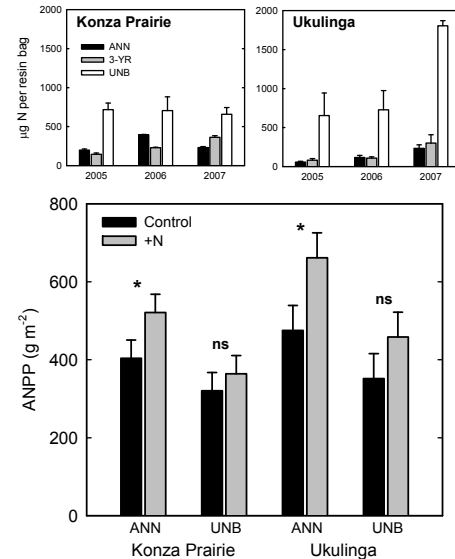 Konza Prairie
ANN
3-YR
UNB
2000
1500
1000
500
0
2005 2006 2007
µg N per resin bag
Ukulinga
2000
1500
1000
500
0
2005 2006 2007
Control
+N
800
600
400
200
0
ANPP (g m⁻²)
*
ns
*
ns
ANN UNB ANN UNB
Konza Prairie Ukulinga